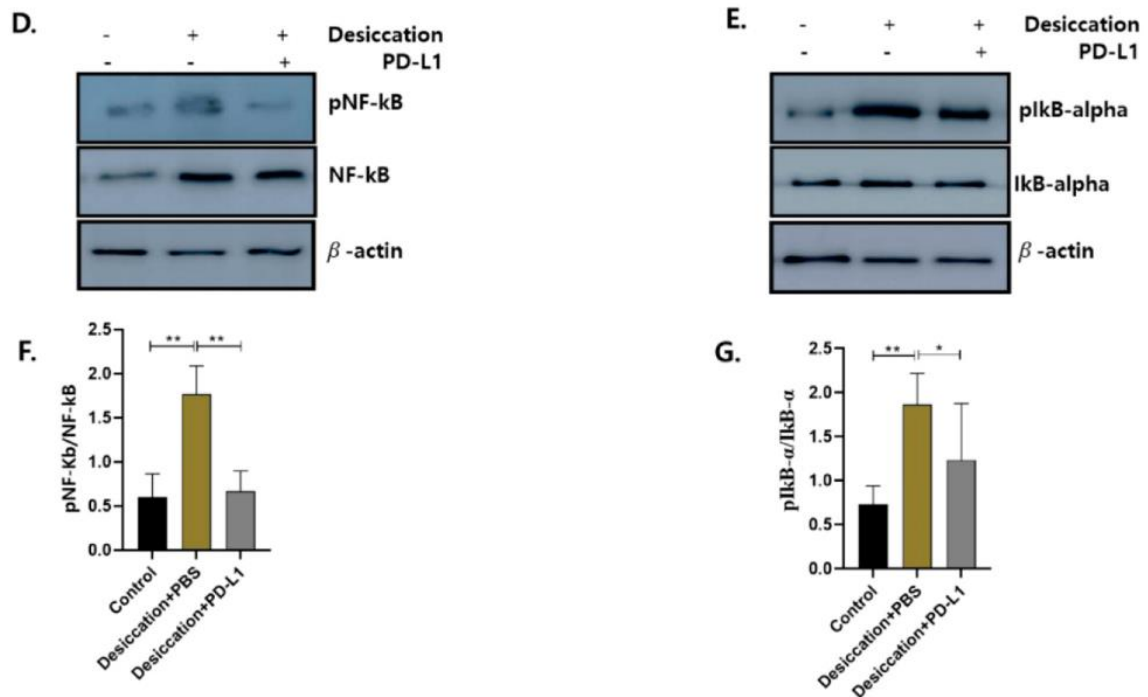 D.
- + + Desiccation
- - + PD-L1
pNF-kB
NF-kB
β-actin
E.
- + + Desiccation
- - + PD-L1
pIkB-alpha
IkB-alpha
β-actin
F.
pNF-Kb/NF-kB
2.5
2.0
1.5
1.0
0.5
0.0
** **
Control
Desiccation+PBS
Desiccation+PD-L1
G.
pIkB-α/IkB-α
2.5
2.0
1.5
1.0
0.5
0.0
** *
Control
Desiccation+PBS
Desiccation+PD-L1